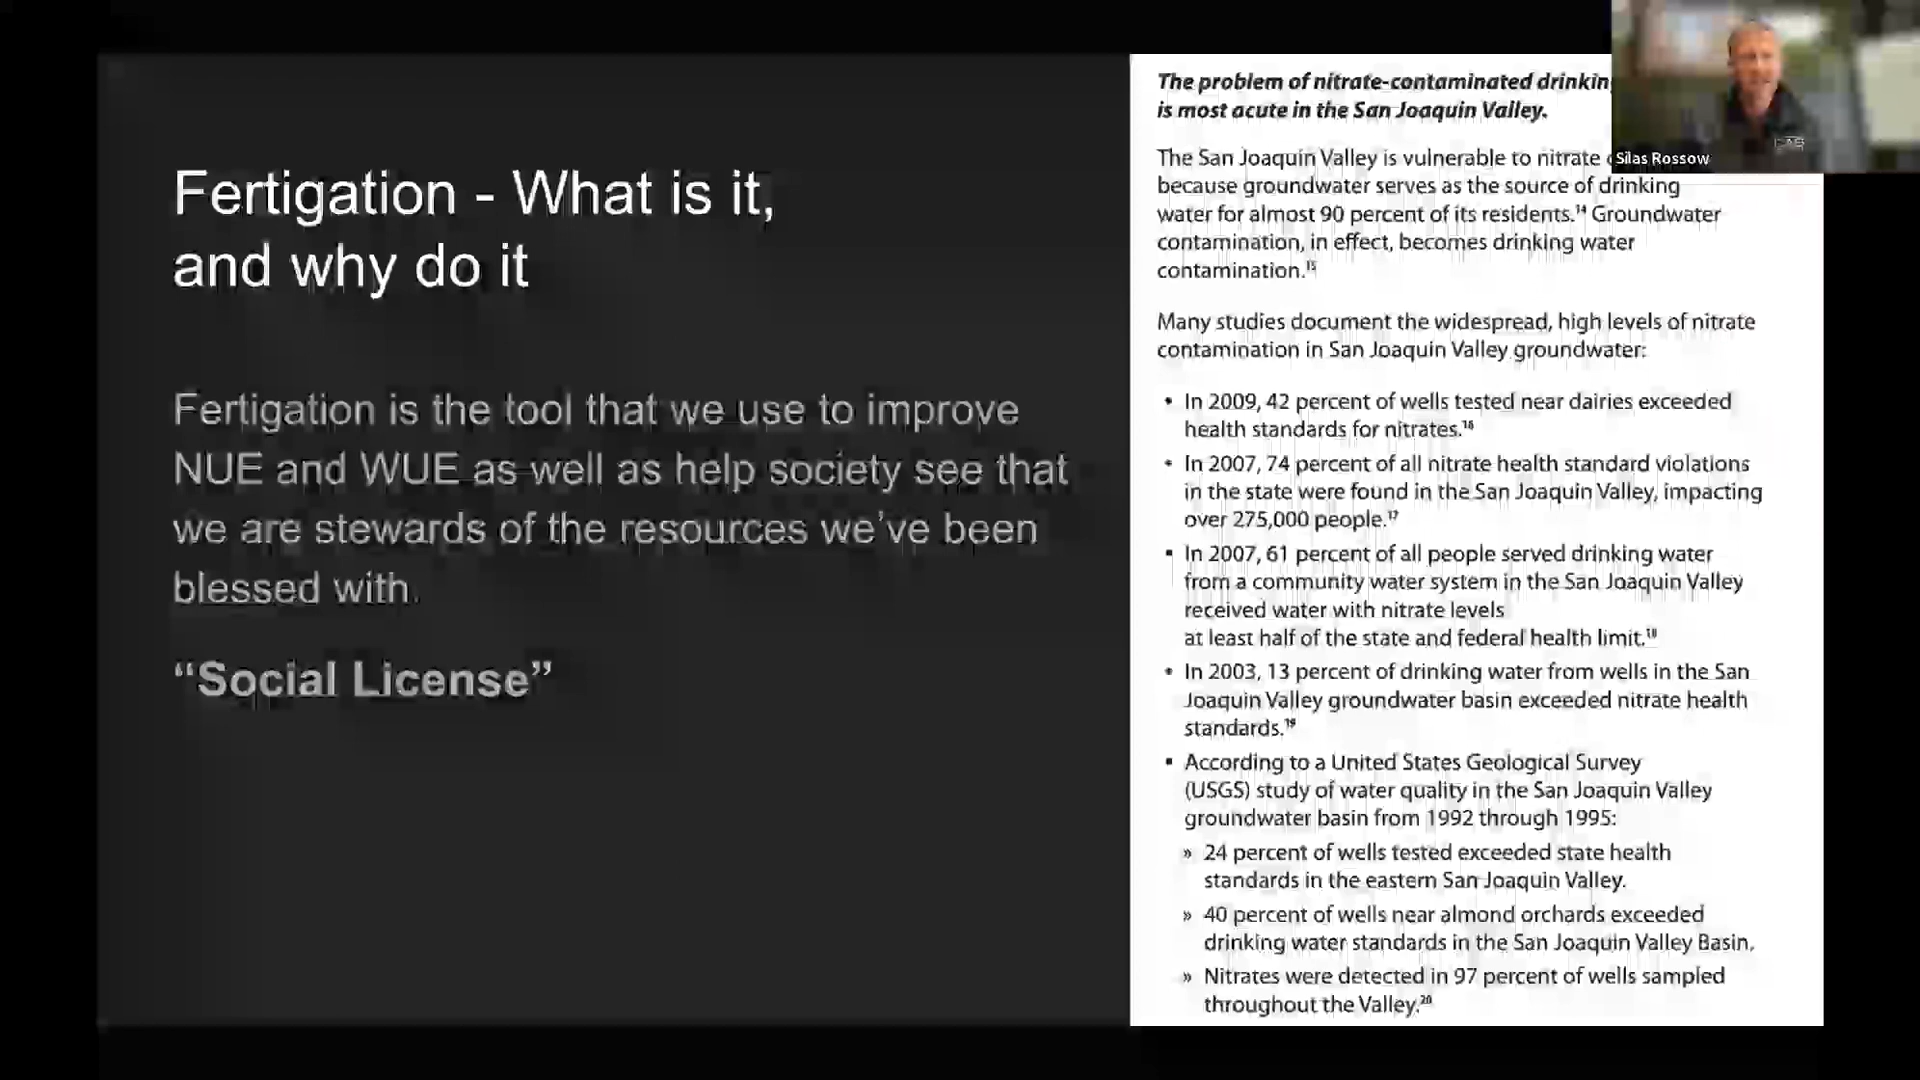 Fertigation - What is it,
and why do it
Fertigation is the tool that we use to improve
NUE and WUE as well as help society see that
we are stewards of the resources we've been
blessed with.
“Social License”
The problem of nitrate-contaminated
is most acute in the San Joaquin Valley.
The San Joaquin Valley is vulnerable to nitrate
because groundwater serves as the source of drinking
water for almost 90 percent of its residents.¹⁴ Groundwater
contamination, in effect, becomes drinking water
contamination.¹⁵
Many studies document the widespread, high levels of nitrate
contamination in San Joaquin Valley groundwater:
• In 2009, 42 percent of wells tested near dairies exceeded
health standards for nitrates.¹⁶
• In 2007, 74 percent of all nitrate health standard violations
in the state were found in the San Joaquin Valley, impacting
over 275,000 people.¹⁷
• In 2007, 61 percent of all people served drinking water
from a community water system in the San Joaquin Valley
received water with nitrate levels
at least half of the state and federal health limit.¹⁸
• In 2003, 13 percent of drinking water from wells in the San
Joaquin Valley groundwater basin exceeded nitrate health
standards.¹⁹
• According to a United States Geological Survey
(USGS) study of water quality in the San Joaquin Valley
groundwater basin from 1992 through 1995:
» 24 percent of wells tested exceeded state health
standards in the eastern San Joaquin Valley.
» 40 percent of wells near almond orchards exceeded
drinking water standards in the San Joaquin Valley Basin.
» Nitrates were detected in 97 percent of wells sampled
throughout the Valley.²⁰
Silas Rossow